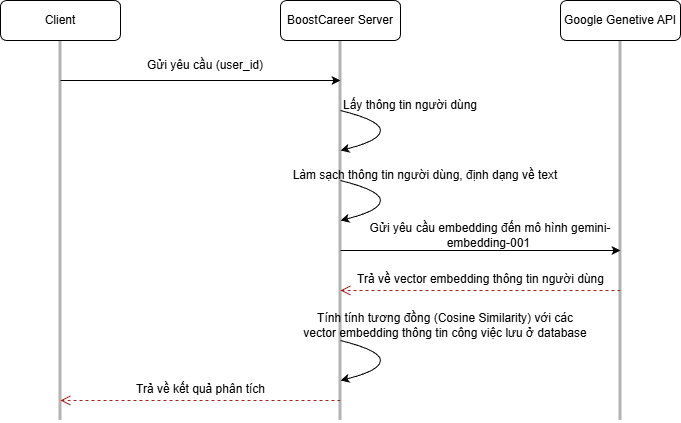 Client
BoostCareer Server
Google Genetive API
Gửi yêu cầu (user_id)
Lấy thông tin người dùng
Làm sạch thông tin người dùng, định dạng về text
Gửi yêu cầu embedding đến mô hình gemini-
embedding-001
Trả về vector embedding thông tin người dùng
Tính tính tương đồng (Cosine Similarity) với các
vector embedding thông tin công việc lưu ở database
Trả về kết quả phân tích